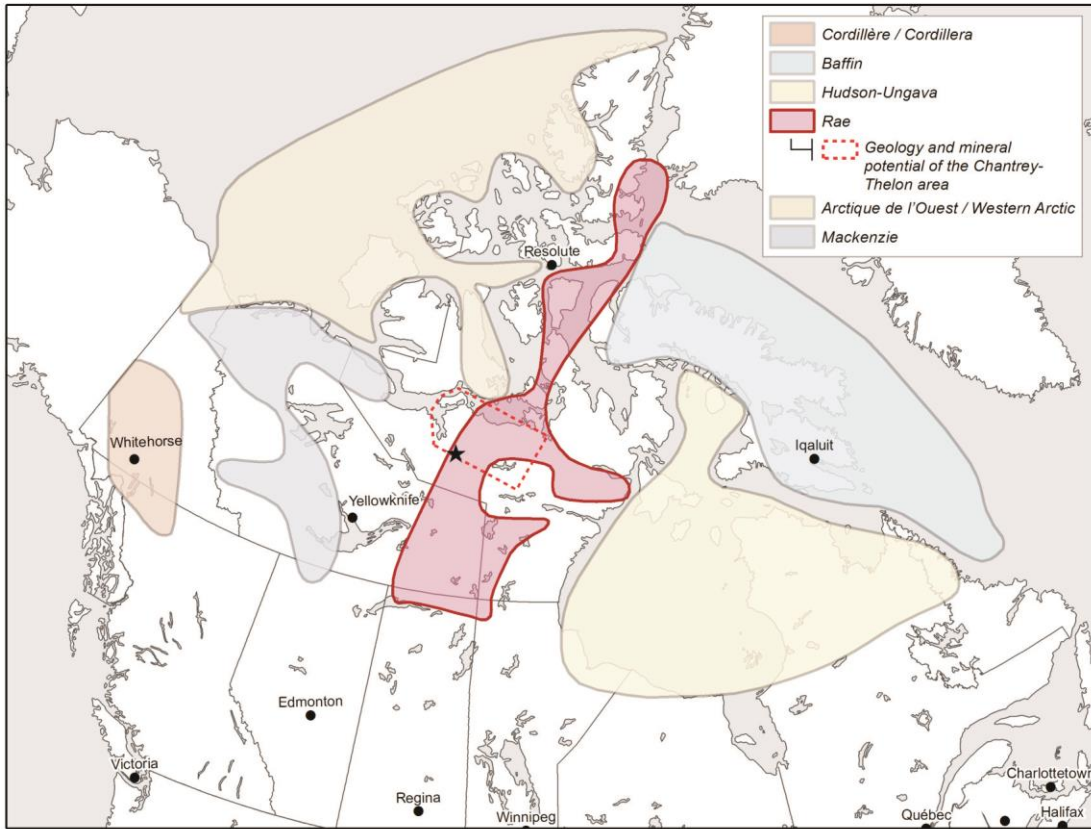 Cordillère / Cordillera
Baffin
Hudson-Ungava
Rae
Geology and mineral
potential of the Chantrey-
Thelon area
Arctique de l'Ouest / Western Arctic
Mackenzie
Resolute
Whitehorse
Iqaluit
Yellowknife
Edmonton
Victoria
Regina
Winnipeg
Québec
Charlottetown
Halifax